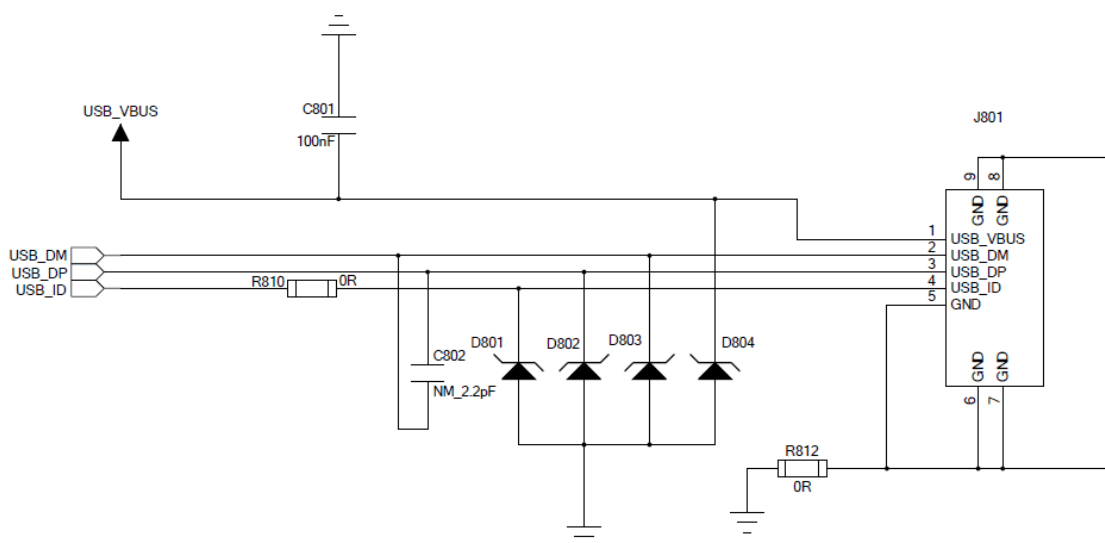 C801
100nF
USB_VBUS
J801
9
8
GND
GND
1
USB_VBUS
USB_DM
2
USB_DM
USB_DP
3
USB_DP
USB_ID
R810
0R
4
USB_ID
5
GND
D801
D802
D803
D804
C802
NM_2.2pF
GND
GND
6
7
R812
0R